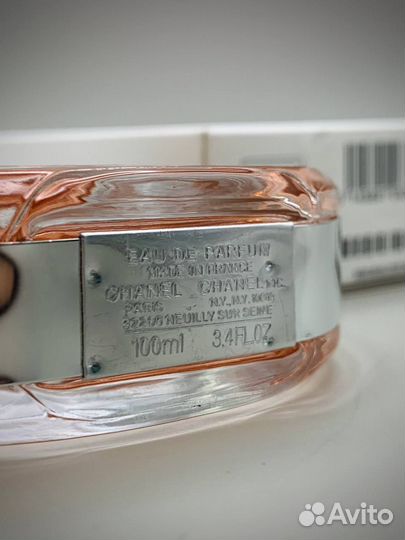 EAU DE PARFUM
MADE IN FRANCE
CHANEL CHANEL INC.
PARIS N.Y., N.Y. 10019
92200 NEUILLY SUR SEINE
100ml 3.4FL.OZ
Avito